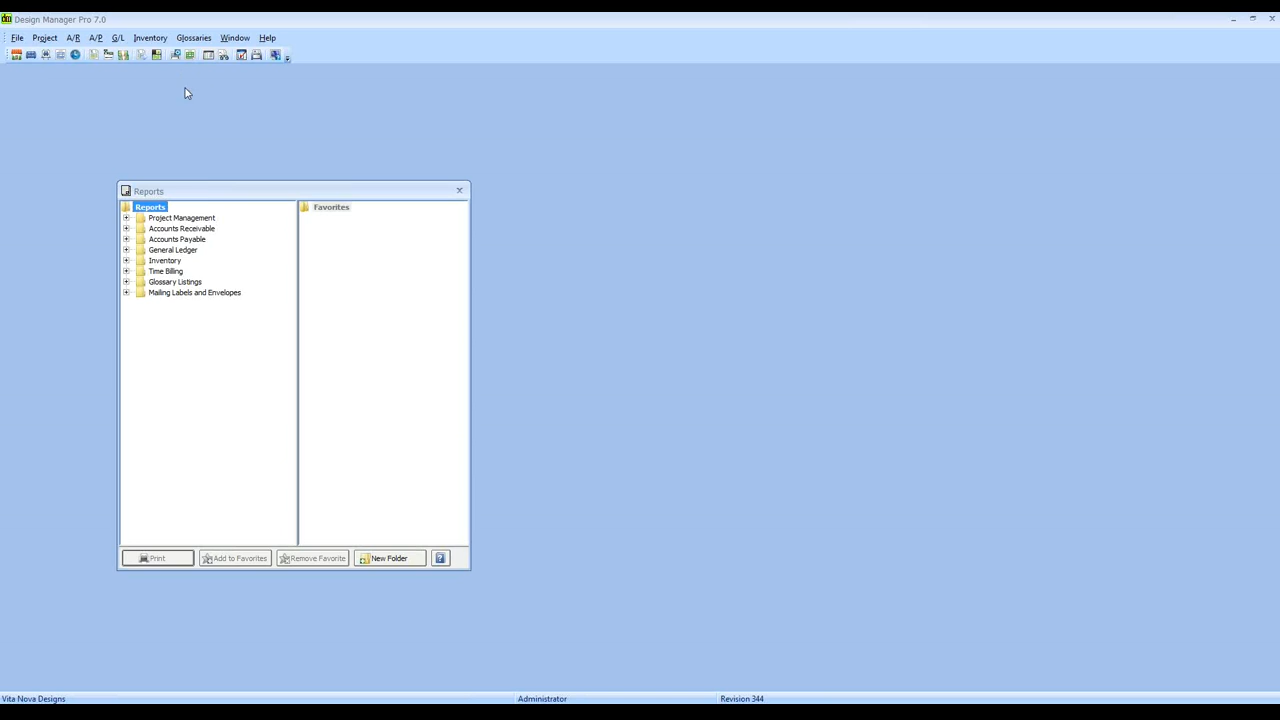 dm Design Manager Pro 7.0
File Project A/R A/P G/L Inventory Glossaries Window Help
Reports
Reports
Project Management
Accounts Receivable
Accounts Payable
General Ledger
Inventory
Time Billing
Glossary Listings
Mailing Labels and Envelopes
Favorites
Print Add to Favorites Remove Favorite New Folder ?
Vita Nova Designs Administrator Revision 344